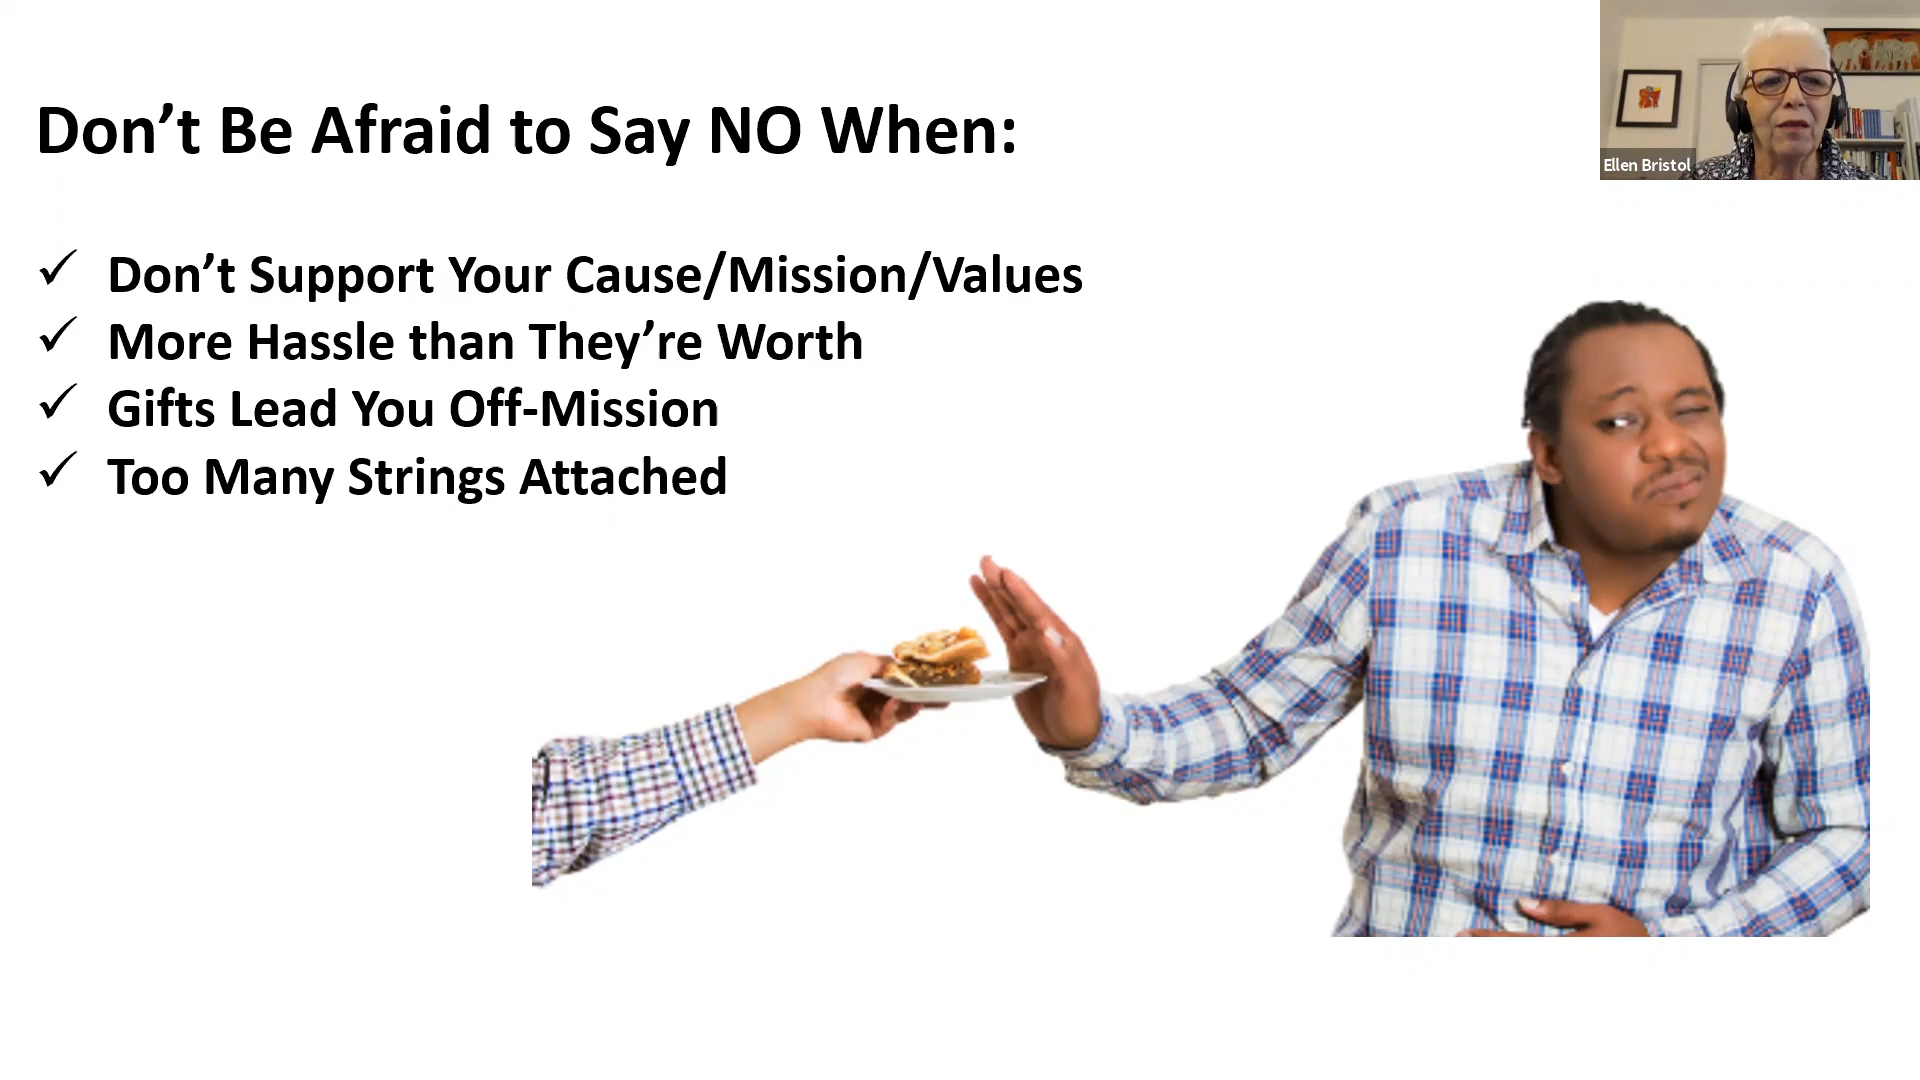 Don’t Be Afraid to Say NO When:
✓ Don’t Support Your Cause/Mission/Values
✓ More Hassle than They’re Worth
✓ Gifts Lead You Off-Mission
✓ Too Many Strings Attached
Ellen Bristol